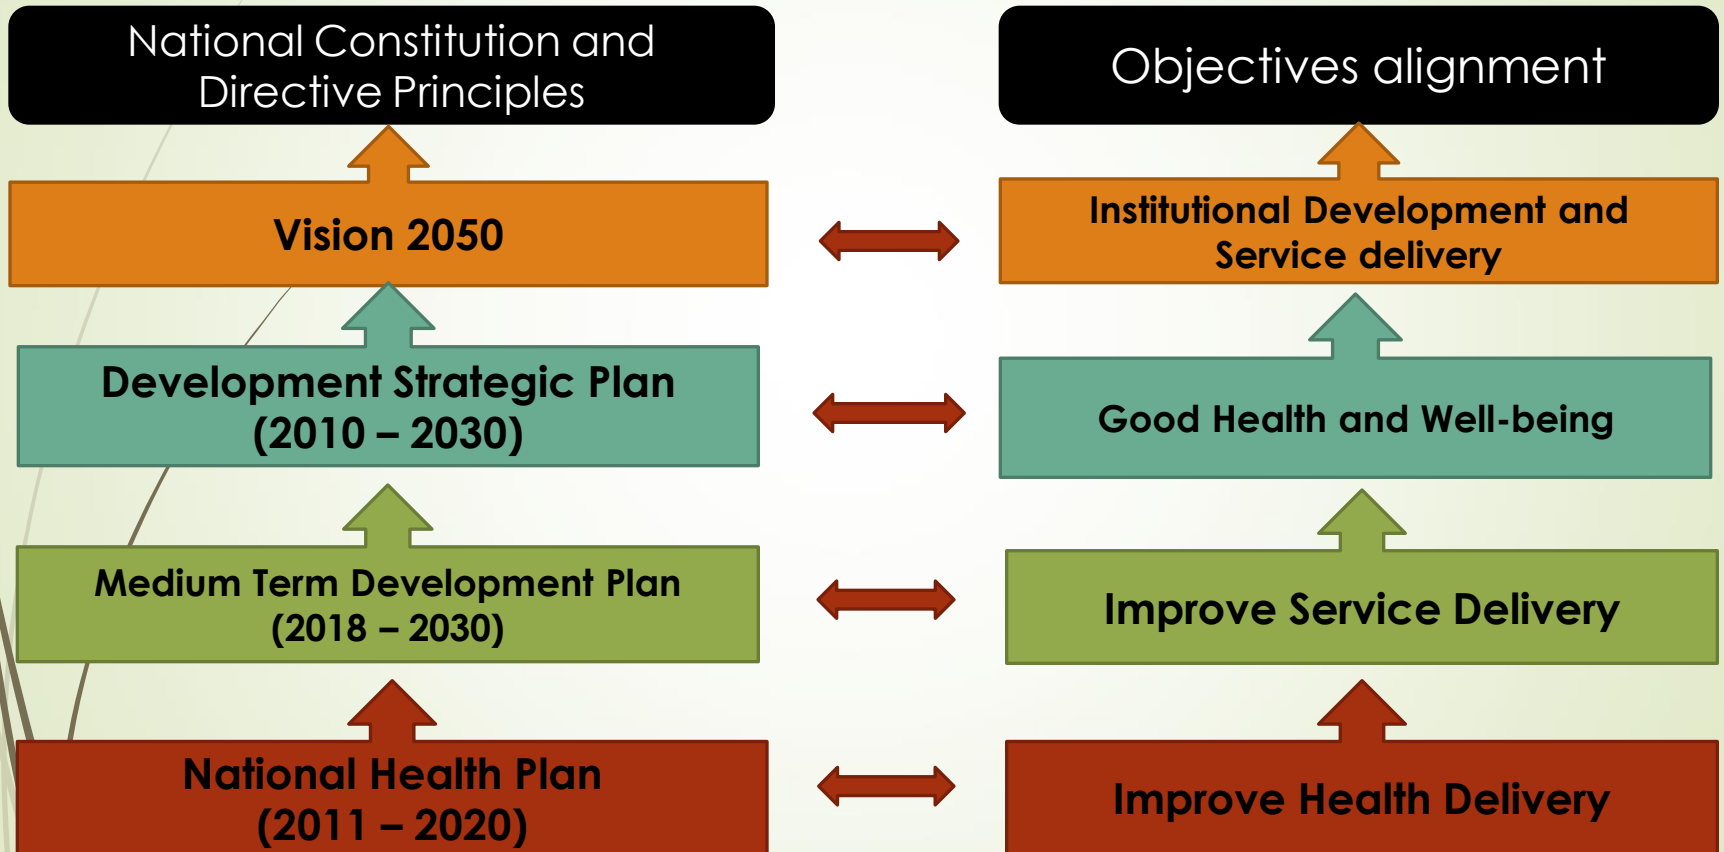 National Constitution and
Directive Principles
Objectives alignment
Vision 2050
Institutional Development and
Service delivery
Development Strategic Plan
(2010 – 2030)
Good Health and Well-being
Medium Term Development Plan
(2018 – 2030)
Improve Service Delivery
National Health Plan
(2011 – 2020)
Improve Health Delivery